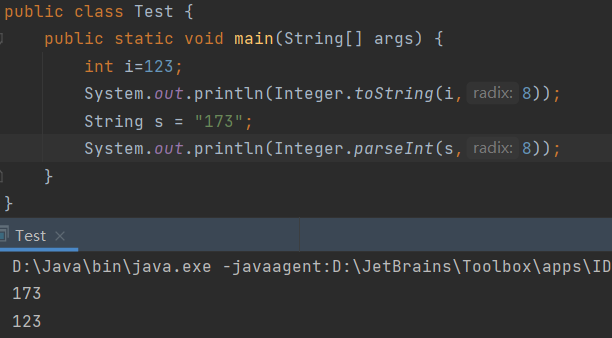 public class Test {
public static void main(String[] args) {
int i=123;
System.out.println(Integer.toString(i, radix: 8));
String s = "173";
System.out.println(Integer.parseInt(s, radix: 8));
}
}
Test ×
D:\Java\bin\java.exe -javaagent:D:\JetBrains\Toolbox\apps\ID
173
123